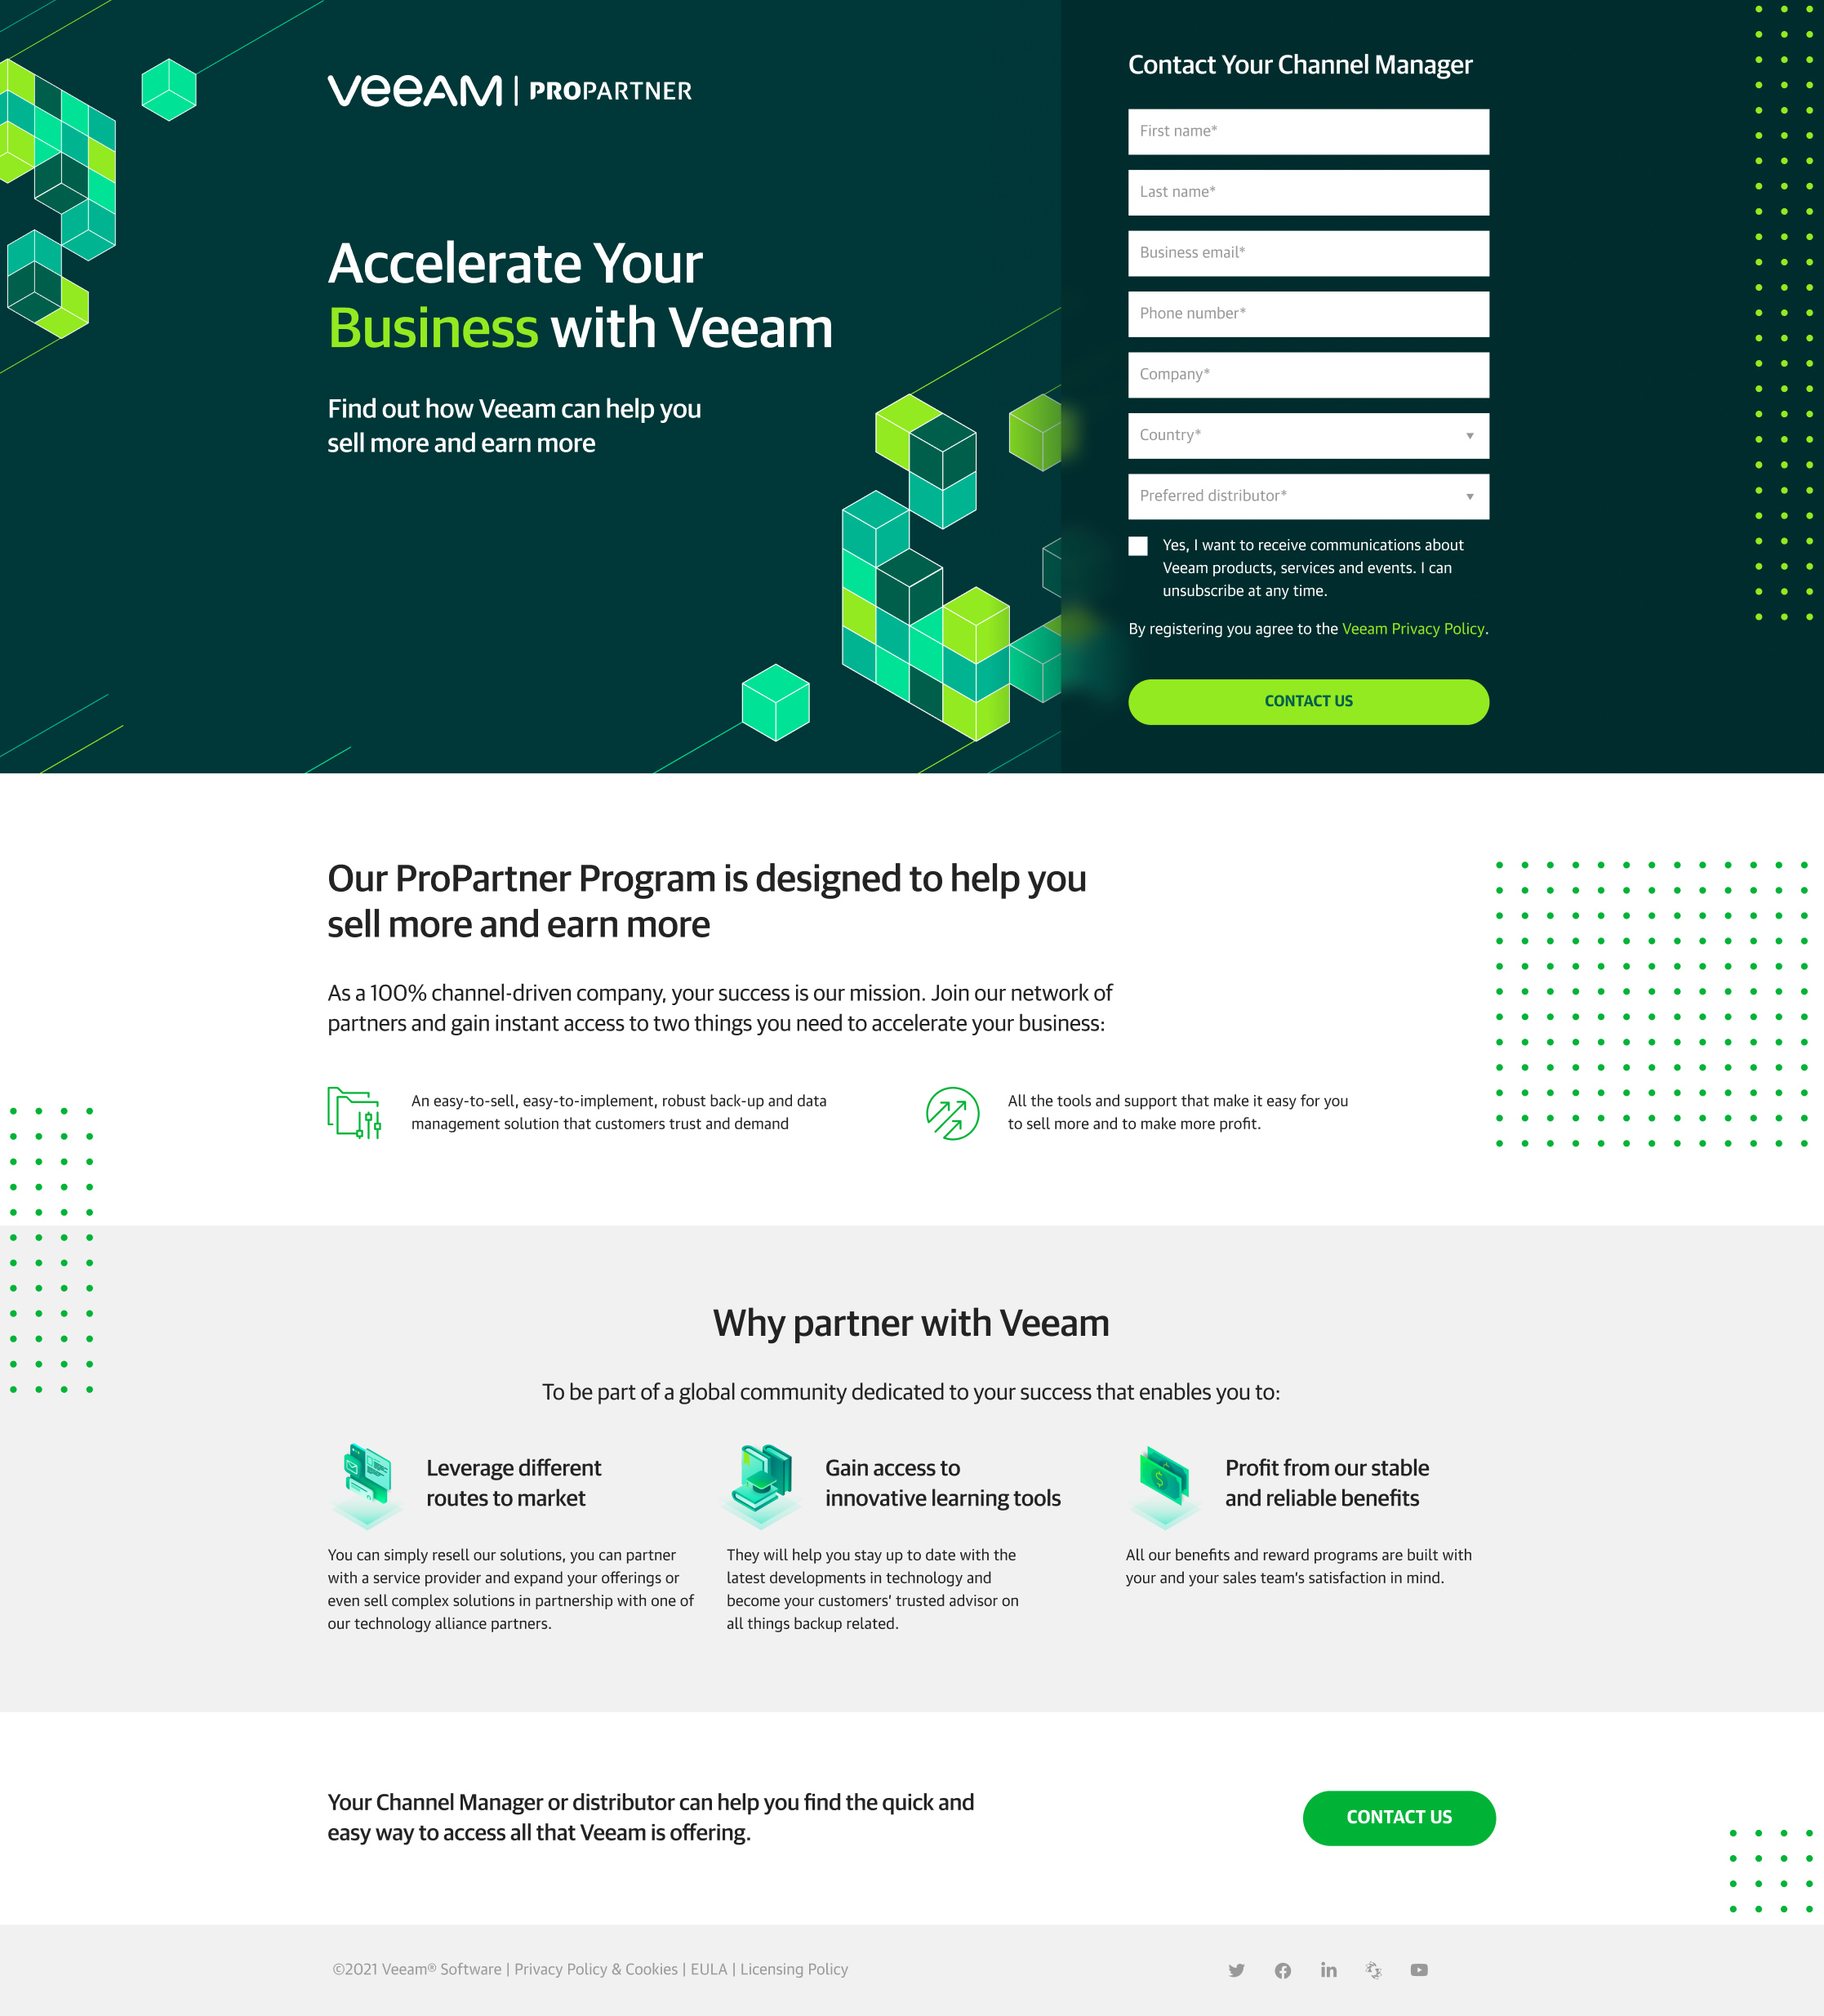 veeAM | PROPARTNER
Accelerate Your
Business with Veeam
Find out how Veeam can help you
sell more and earn more
Contact Your Channel Manager
First name*
Last name*
Business email*
Phone number*
Company*
Country*
Preferred distributor*
Yes, I want to receive communications about
Veeam products, services and events. I can
unsubscribe at any time.
By registering you agree to the Veeam Privacy Policy.
CONTACT US
Our ProPartner Program is designed to help you
sell more and earn more
As a 100% channel-driven company, your success is our mission. Join our network of
partners and gain instant access to two things you need to accelerate your business:
An easy-to-sell, easy-to-implement, robust back-up and data
management solution that customers trust and demand
All the tools and support that make it easy for you
to sell more and to make more profit.
Why partner with Veeam
To be part of a global community dedicated to your success that enables you to:
Leverage different
routes to market
You can simply resell our solutions, you can partner
with a service provider and expand your offerings or
even sell complex solutions in partnership with one of
our technology alliance partners.
Gain access to
innovative learning tools
They will help you stay up to date with the
latest developments in technology and
become your customers' trusted advisor on
all things backup related.
Profit from our stable
and reliable benefits
All our benefits and reward programs are built with
your and your sales team's satisfaction in mind.
Your Channel Manager or distributor can help you find the quick and
easy way to access all that Veeam is offering.
CONTACT US
©2021 Veeam® Software | Privacy Policy & Cookies | EULA | Licensing Policy